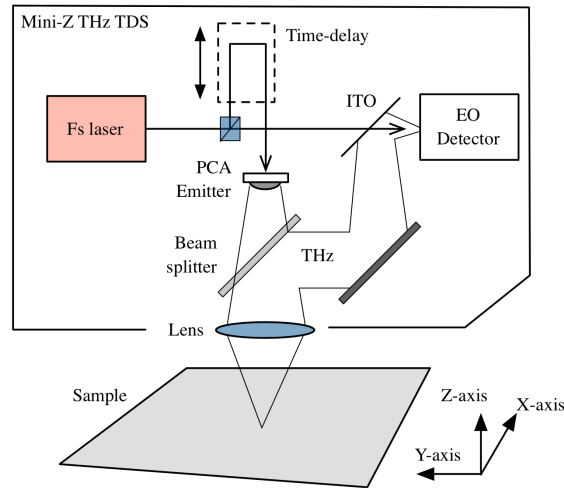 Mini-Z THz TDS
Time-delay
ITO
Fs laser
EO
Detector
PCA
Emitter
Beam
splitter
THz
Lens
Sample
Z-axis
X-axis
Y-axis